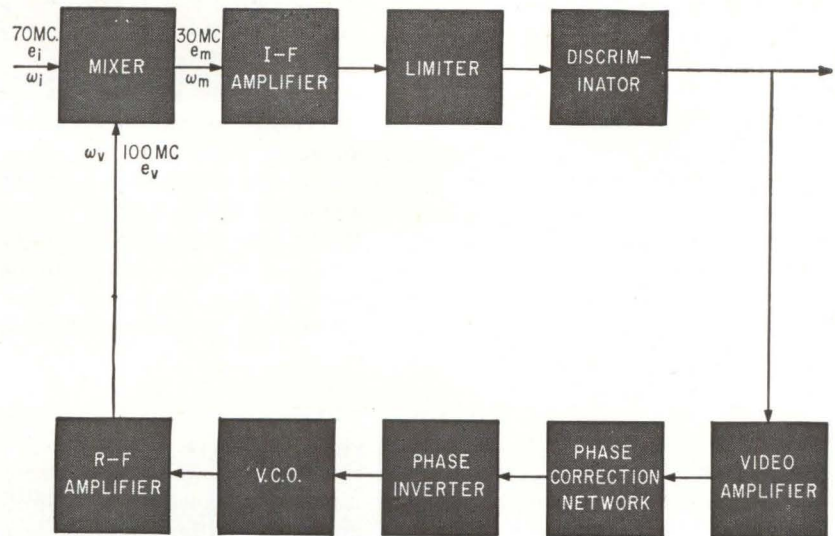 70MC.
ei
ωi
MIXER
30MC
em
ωm
I-F
AMPLIFIER
LIMITER
DISCRIM-
INATOR
ωv
100MC
ev
R-F
AMPLIFIER
V.C.O.
PHASE
INVERTER
PHASE
CORRECTION
NETWORK
VIDEO
AMPLIFIER